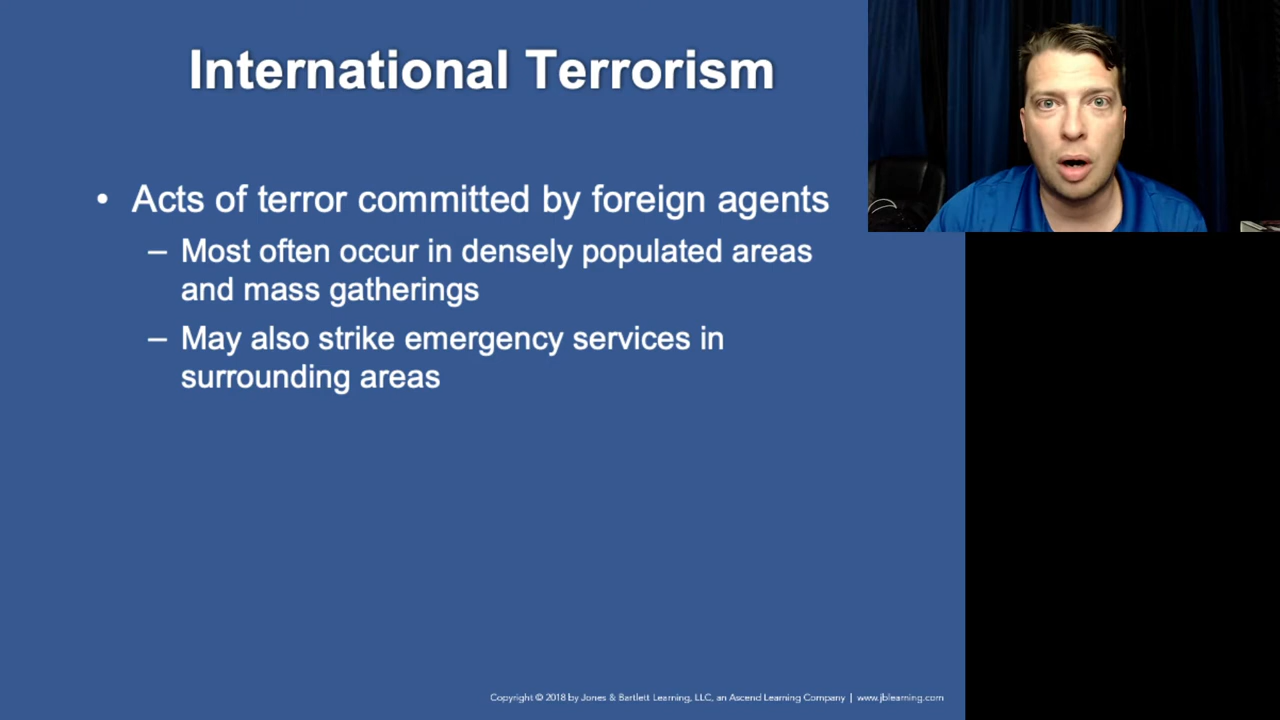 International Terrorism
• Acts of terror committed by foreign agents
– Most often occur in densely populated areas
and mass gatherings
– May also strike emergency services in
surrounding areas
Copyright © 2018 by Jones & Bartlett Learning, LLC, an Ascend Learning Company | www.jblearning.com